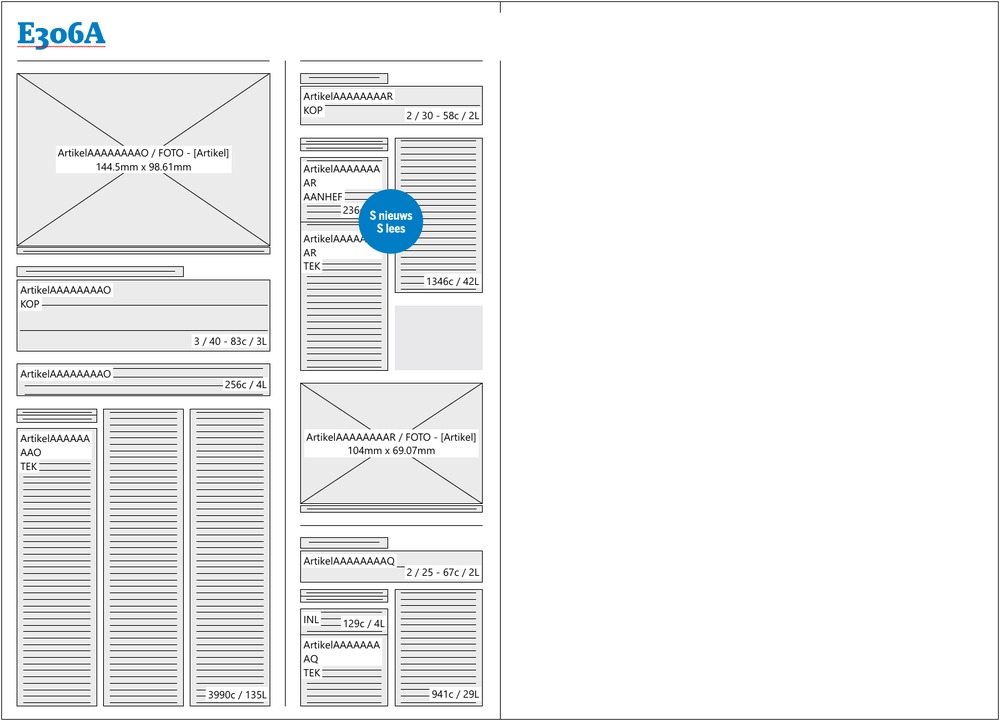 E306A
ArtikelAAAAAAAAO / FOTO - [Artikel]
144.5mm x 98.61mm
ArtikelAAAAAAAAO
KOP
3 / 40 - 83c / 3L
ArtikelAAAAAAAAO
256c / 4L
ArtikelAAAAAA
AAO
TEK
3990c / 135L
ArtikelAAAAAAAAR
KOP
2 / 30 - 58c / 2L
ArtikelAAAAAAA
AR
AANHEF
236
S nieuws
S lees
ArtikelAAAAA
AR
TEK
1346c / 42L
ArtikelAAAAAAAAR / FOTO - [Artikel]
104mm x 69.07mm
ArtikelAAAAAAAAQ
2 / 25 - 67c / 2L
INL
129c / 4L
ArtikelAAAAAAA
AQ
TEK
941c / 29L